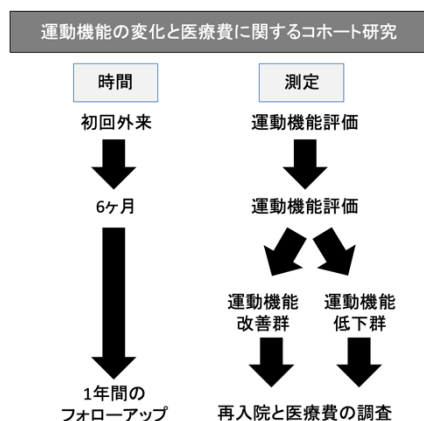 運動機能の変化と医療費に関するコホート研究
時間
測定
初回外来
運動機能評価
6ヶ月
運動機能評価
運動機能
改善群
運動機能
低下群
1年間の
フォローアップ
再入院と医療費の調査